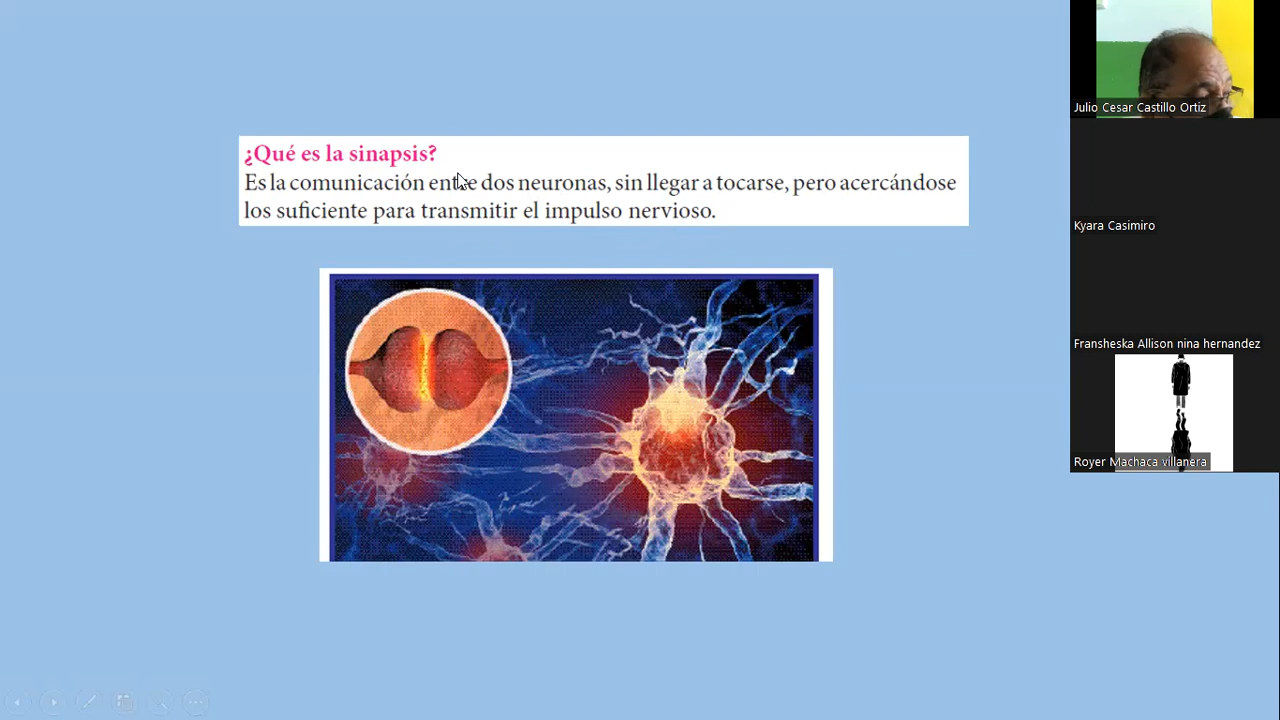 ¿Qué es la sinapsis?
Es la comunicación entre dos neuronas, sin llegar a tocarse, pero acercándose
los suficiente para transmitir el impulso nervioso.
Julio Cesar Castillo Ortiz
Kyara Casimiro
Fransheska Allison nina hernandez
Royer Machaca villanera